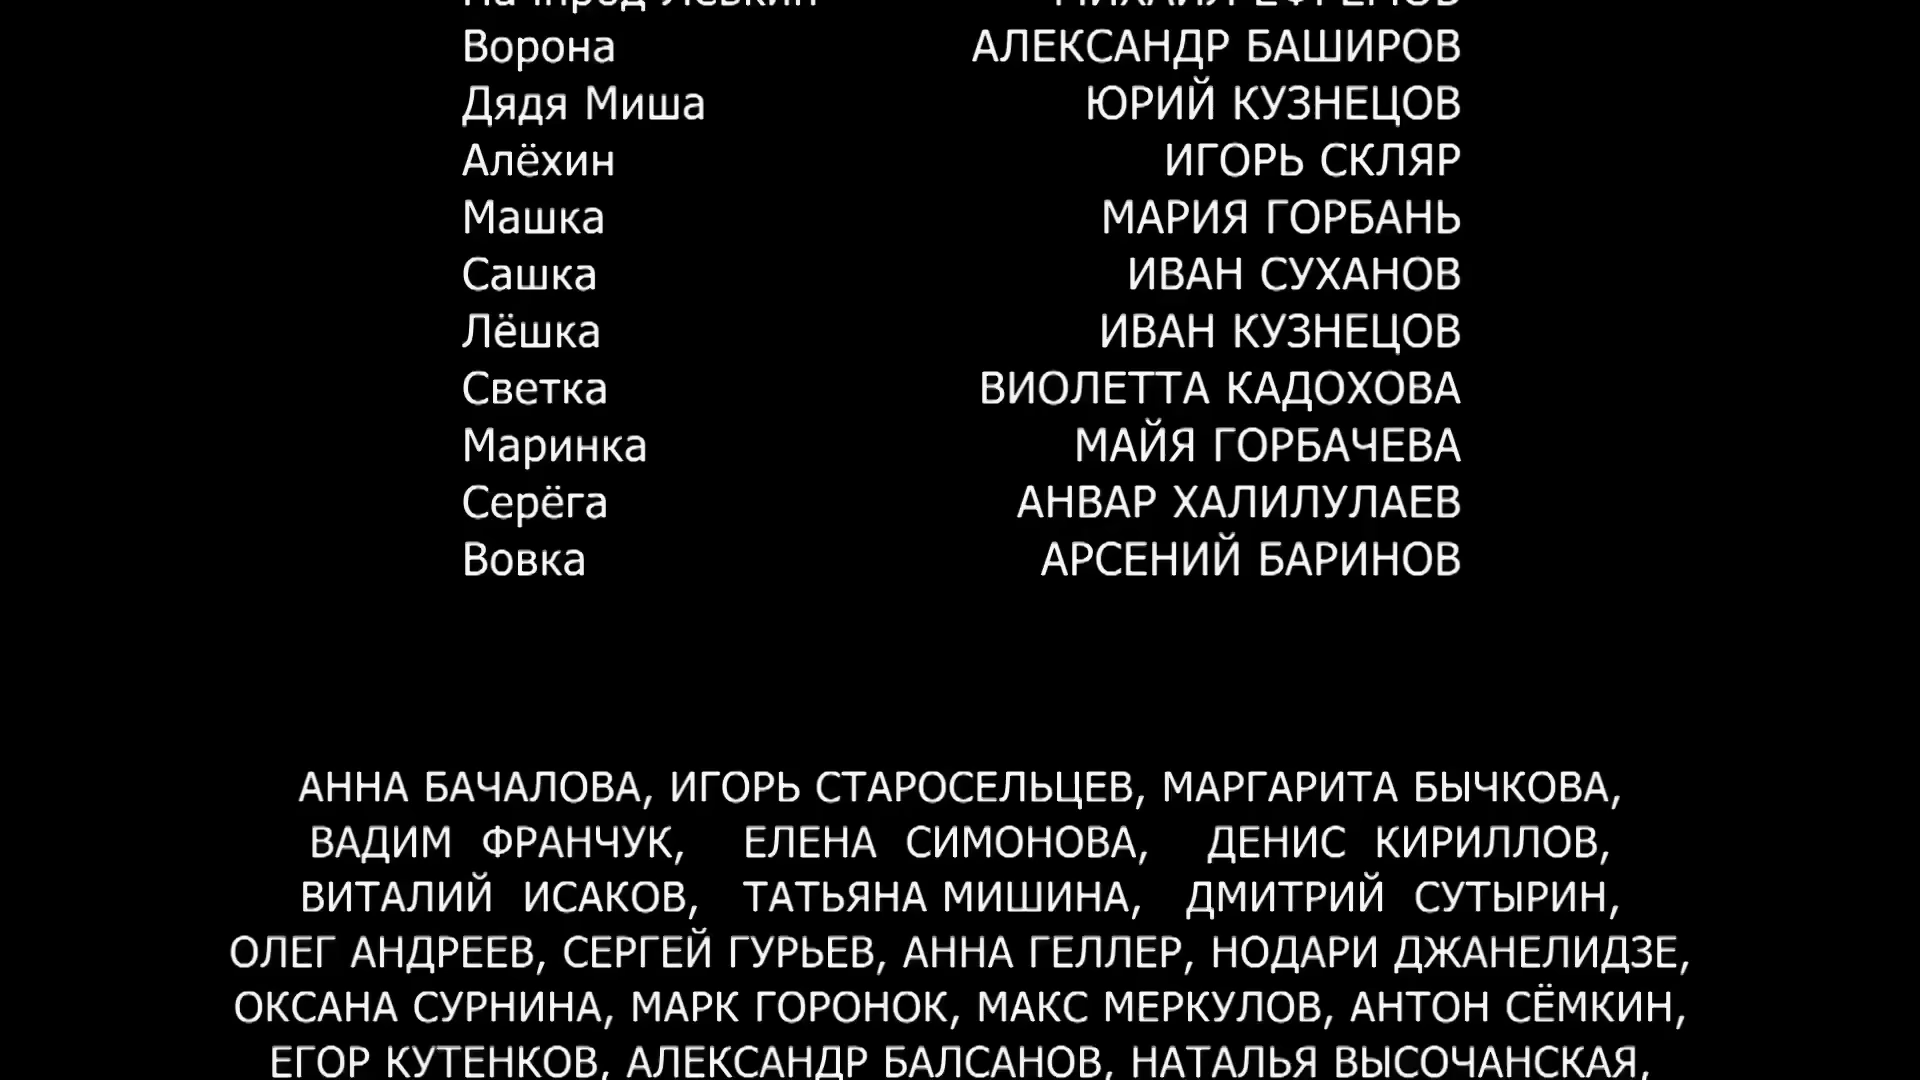 МИХАИЛ ЕФРЕМОВ
Ворона АЛЕКСАНДР БАШИРОВ
Дядя Миша ЮРИЙ КУЗНЕЦОВ
Алёхин ИГОРЬ СКЛЯР
Машка МАРИЯ ГОРБАНЬ
Сашка ИВАН СУХАНОВ
Лёшка ИВАН КУЗНЕЦОВ
Светка ВИОЛЕТТА КАДОХОВА
Маринка МАЙЯ ГОРБАЧЕВА
Серёга АНВАР ХАЛИЛУЛАЕВ
Вовка АРСЕНИЙ БАРИНОВ
АННА БАЧАЛОВА, ИГОРЬ СТАРОСЕЛЬЦЕВ, МАРГАРИТА БЫЧКОВА,
ВАДИМ ФРАНЧУК, ЕЛЕНА СИМОНОВА, ДЕНИС КИРИЛЛОВ,
ВИТАЛИЙ ИСАКОВ, ТАТЬЯНА МИШИНА, ДМИТРИЙ СУТЫРИН,
ОЛЕГ АНДРЕЕВ, СЕРГЕЙ ГУРЬЕВ, АННА ГЕЛЛЕР, НОДАРИ ДЖАНЕЛИДЗЕ,
ОКСАНА СУРНИНА, МАРК ГОРОНОК, МАКС МЕРКУЛОВ, АНТОН СЁМКИН,
ЕГОР КУТЕНКОВ, АЛЕКСАНДР БАЛСАНОВ, НАТАЛЬЯ ВЫСОЧАНСКАЯ,